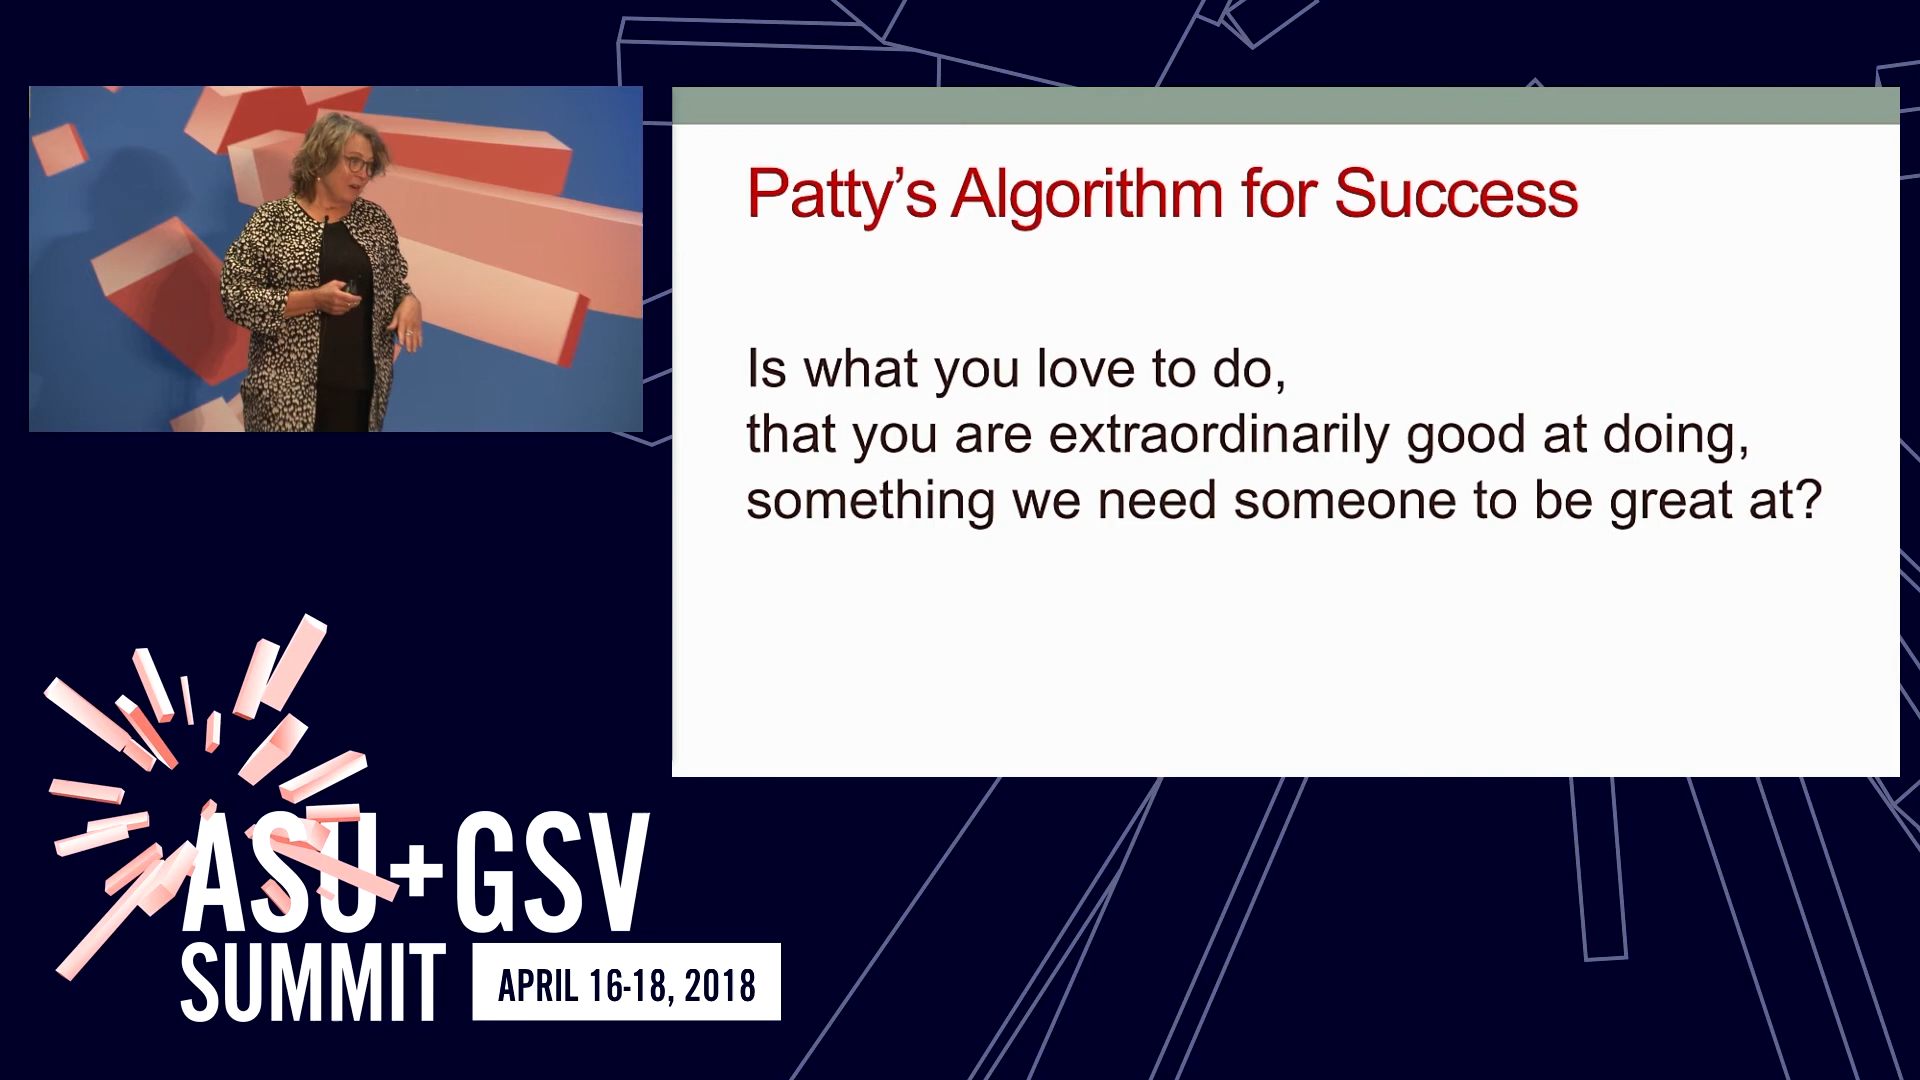 Patty’s Algorithm for Success
Is what you love to do,
that you are extraordinarily good at doing,
something we need someone to be great at?
ASU+GSV
SUMMIT
APRIL 16-18, 2018